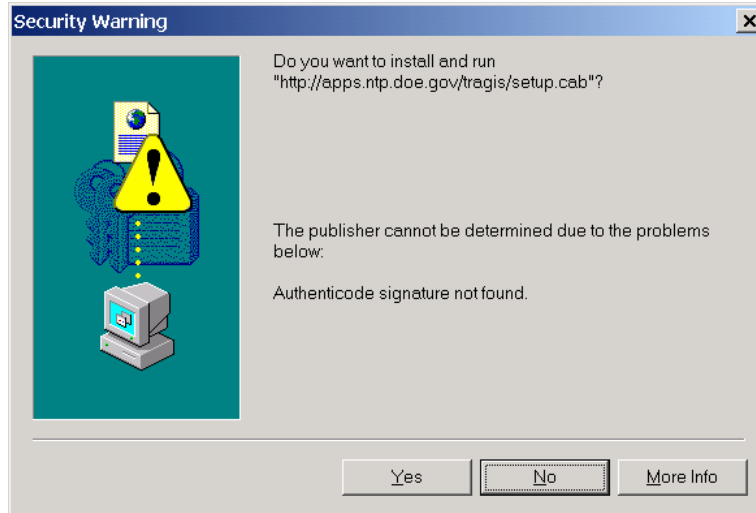 Security Warning
Do you want to install and run
"http://apps.ntp.doe.gov/tragis/setup.cab"?
The publisher cannot be determined due to the problems
below:
Authenticode signature not found.
Yes
No
More Info